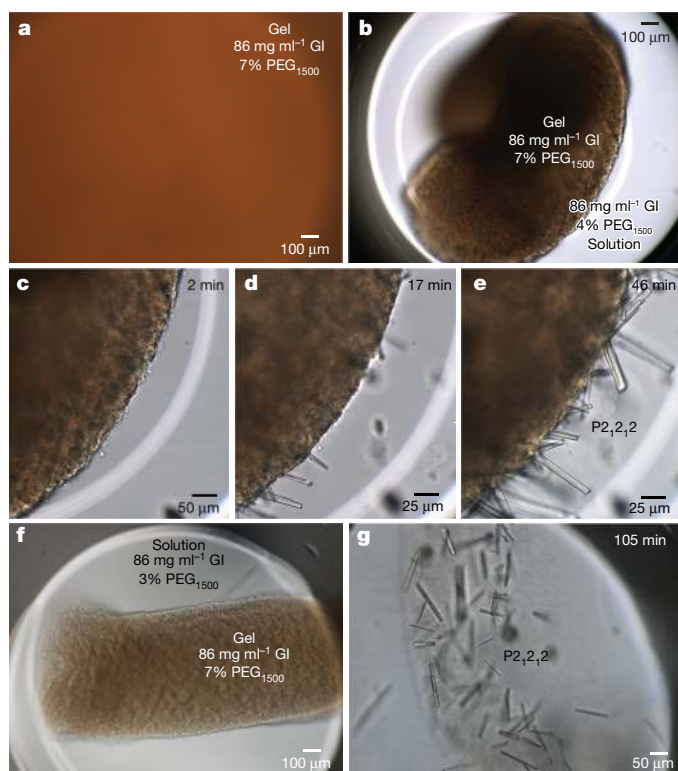 a
Gel
86 mg ml⁻¹ GI
7% PEG₁₅₀₀
100 μm
b
100 μm
Gel
86 mg ml⁻¹ GI
7% PEG₁₅₀₀
86 mg ml⁻¹ GI
4% PEG₁₅₀₀
Solution
c
2 min
50 μm
d
17 min
25 μm
e
46 min
P2₁2₁2
25 μm
f
Solution
86 mg ml⁻¹ GI
3% PEG₁₅₀₀
Gel
86 mg ml⁻¹ GI
7% PEG₁₅₀₀
100 μm
g
105 min
P2₁2₁2
50 μm